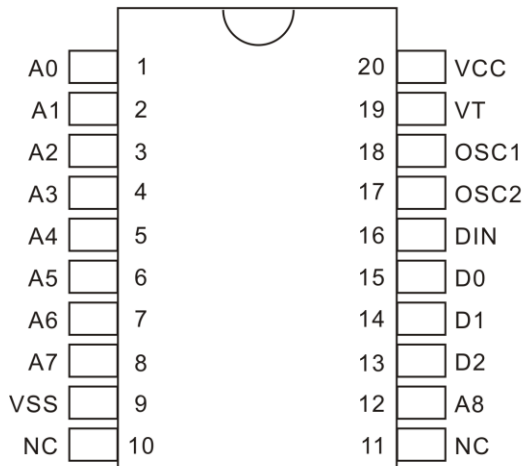 A0 1 20 VCC
A1 2 19 VT
A2 3 18 OSC1
A3 4 17 OSC2
A4 5 16 DIN
A5 6 15 D0
A6 7 14 D1
A7 8 13 D2
VSS 9 12 A8
NC 10 11 NC